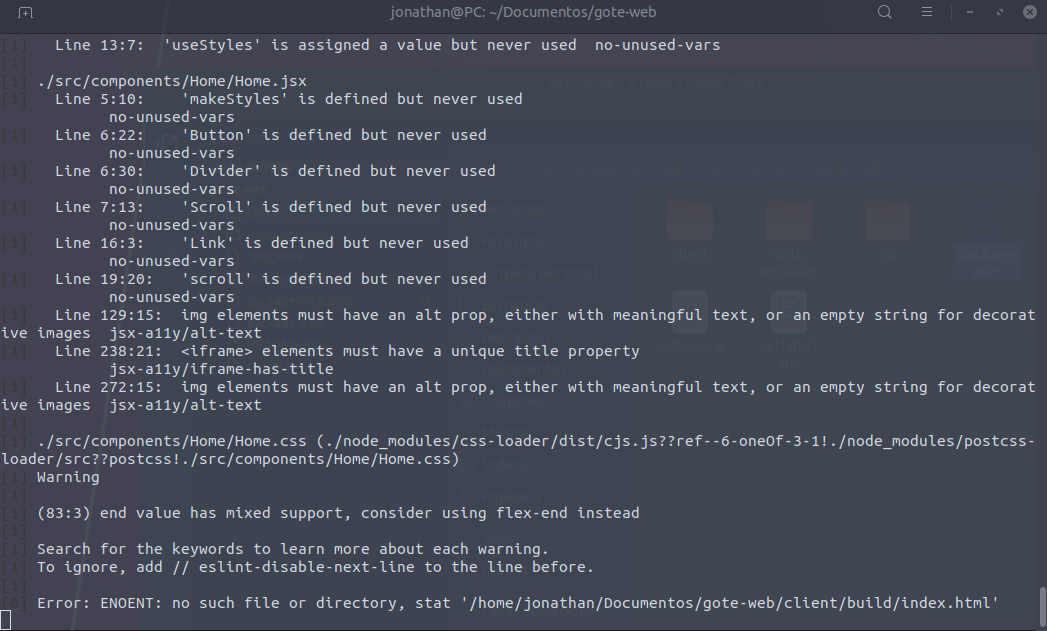 jonathan@PC: ~/Documentos/gote-web
[1] Line 13:7: 'useStyles' is assigned a value but never used no-unused-vars
[1]
[1] ./src/components/Home/Home.jsx
[1] Line 5:10: 'makeStyles' is defined but never used
no-unused-vars
[1] Line 6:22: 'Button' is defined but never used
no-unused-vars
[1] Line 6:30: 'Divider' is defined but never used
no-unused-vars
[1] Line 7:13: 'Scroll' is defined but never used
no-unused-vars
[1] Line 16:3: 'Link' is defined but never used
no-unused-vars
[1] Line 19:20: 'scroll' is defined but never used
no-unused-vars
[1] Line 129:15: img elements must have an alt prop, either with meaningful text, or an empty string for decorat
ive images jsx-a11y/alt-text
[1] Line 238:21: <iframe> elements must have a unique title property
jsx-a11y/iframe-has-title
[1] Line 272:15: img elements must have an alt prop, either with meaningful text, or an empty string for decorat
ive images jsx-a11y/alt-text
[1]
[1] ./src/components/Home/Home.css (./node_modules/css-loader/dist/cjs.js??ref--6-oneOf-3-1!./node_modules/postcss-
loader/src??postcss!./src/components/Home/Home.css)
[1] Warning
[1]
[1] (83:3) end value has mixed support, consider using flex-end instead
[1]
[1] Search for the keywords to learn more about each warning.
[1] To ignore, add // eslint-disable-next-line to the line before.
[1]
[0] Error: ENOENT: no such file or directory, stat '/home/jonathan/Documentos/gote-web/client/build/index.html'